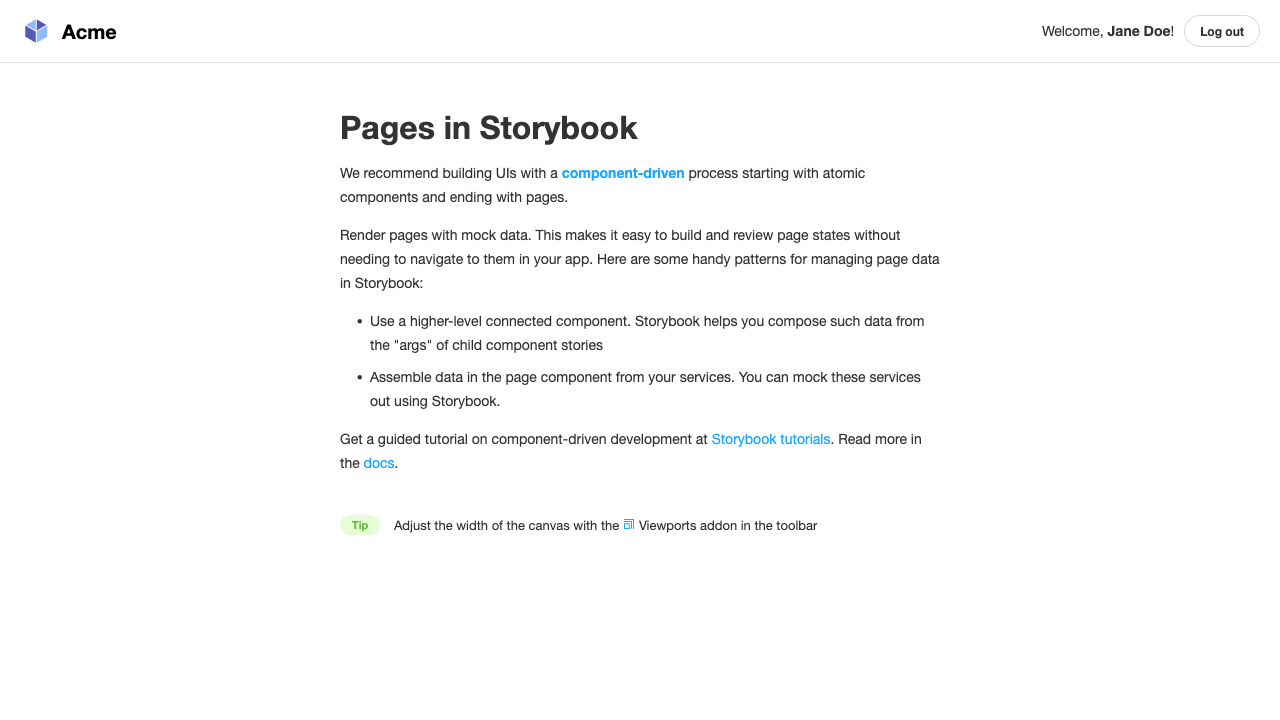 Acme
Welcome, Jane Doe!
Log out
Pages in Storybook
We recommend building UIs with a component-driven process starting with atomic
components and ending with pages.
Render pages with mock data. This makes it easy to build and review page states without
needing to navigate to them in your app. Here are some handy patterns for managing page data
in Storybook:
• Use a higher-level connected component. Storybook helps you compose such data from
the "args" of child component stories
• Assemble data in the page component from your services. You can mock these services
out using Storybook.
Get a guided tutorial on component-driven development at Storybook tutorials. Read more in
the docs.
Tip Adjust the width of the canvas with the Viewports addon in the toolbar